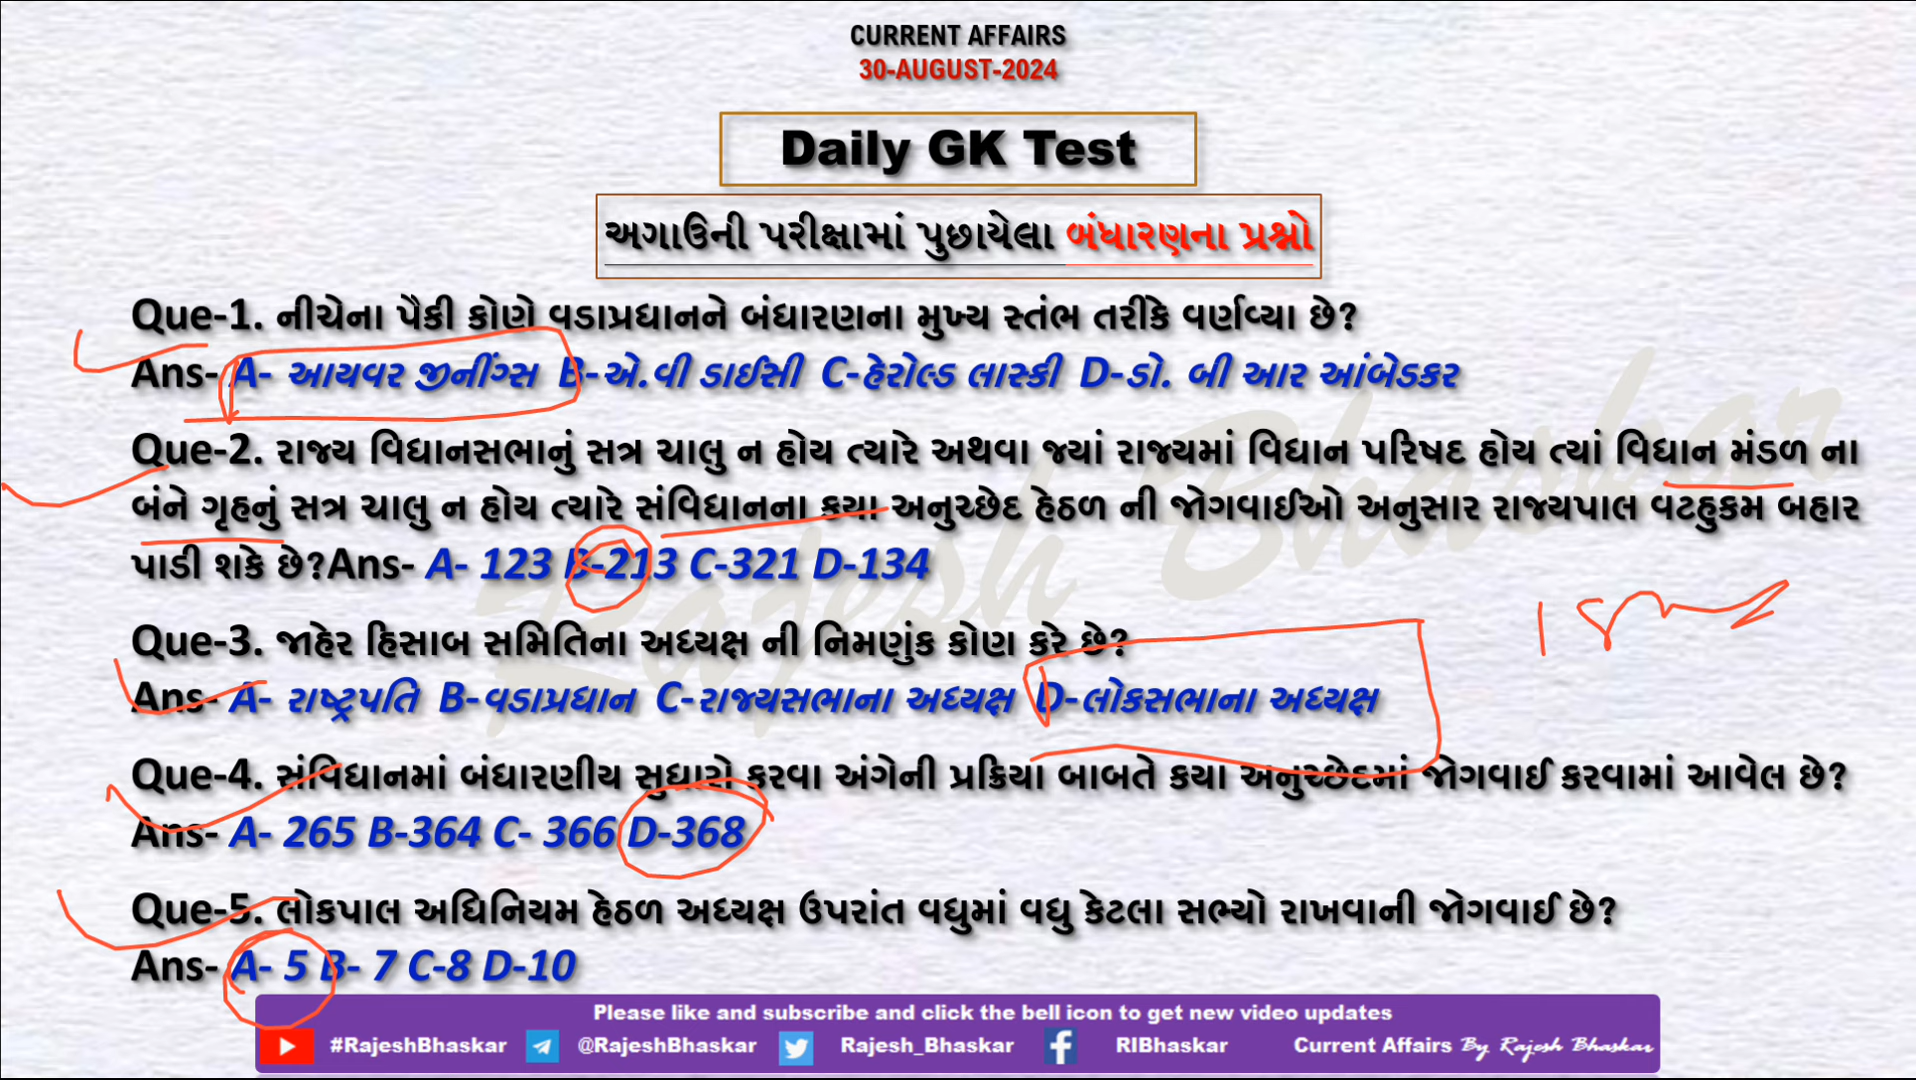 CURRENT AFFAIRS
30-AUGUST-2024
Daily GK Test
અગાઉની પરીક્ષામાં પુછાયેલા બંધારણના પ્રશ્નો
Que-1. નીચેના પૈકી કોણે વડાપ્રધાનને બંધારણના મુખ્ય સ્તંભ તરીકે વર્ણવ્યા છે?
Ans- A- આયવર જીનીંગ્સ B-એ.વી ડાઈસી C-હેરોલ્ડ લાસ્કી D-ડો. બી આર આંબેડકર
Que-2. રાજ્ય વિધાનસભાનું સત્ર ચાલુ ન હોય ત્યારે અથવા જ્યાં રાજ્યમાં વિધાન પરિષદ હોય ત્યાં વિધાન મંડળ ના
બંને ગૃહનું સત્ર ચાલુ ન હોય ત્યારે સંવિધાનના કયા અનુચ્છેદ હેઠળ ની જોગવાઈઓ અનુસાર રાજ્યપાલ વટહુકમ બહાર
પાડી શકે છે?Ans- A- 123 B-213 C-321 D-134
Que-3. જાહેર હિસાબ સમિતિના અધ્યક્ષ ની નિમણુંક કોણ કરે છે?
Ans- A- રાષ્ટ્રપતિ B-વડાપ્રધાન C-રાજ્યસભાના અધ્યક્ષ D-લોકસભાના અધ્યક્ષ
Que-4. સંવિધાનમાં બંધારણીય સુધારો કરવા અંગેની પ્રક્રિયા બાબતે કયા અનુચ્છેદમાં જોગવાઈ કરવામાં આવેલ છે?
Ans- A- 265 B-364 C- 366 D-368
Que-5. લોકપાલ અધિનિયમ હેઠળ અધ્યક્ષ ઉપરાંત વધુમાં વધુ કેટલા સભ્યો રાખવાની જોગવાઈ છે?
Ans- A- 5 B- 7 C-8 D-10
Rajesh Bhaskar
Please like and subscribe and click the bell icon to get new video updates
#RajeshBhaskar @RajeshBhaskar Rajesh_Bhaskar RIBhaskar Current Affairs By Rajesh Bhaskar